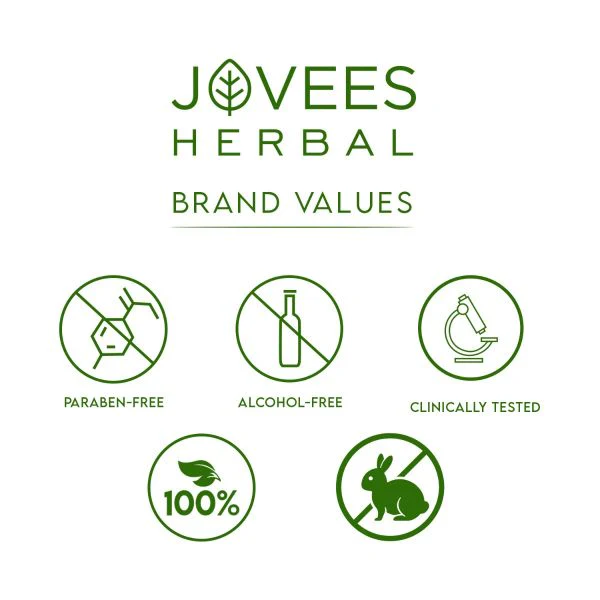 JOVEES
HERBAL
BRAND VALUES
PARABEN-FREE
ALCOHOL-FREE
CLINICALLY TESTED
100%